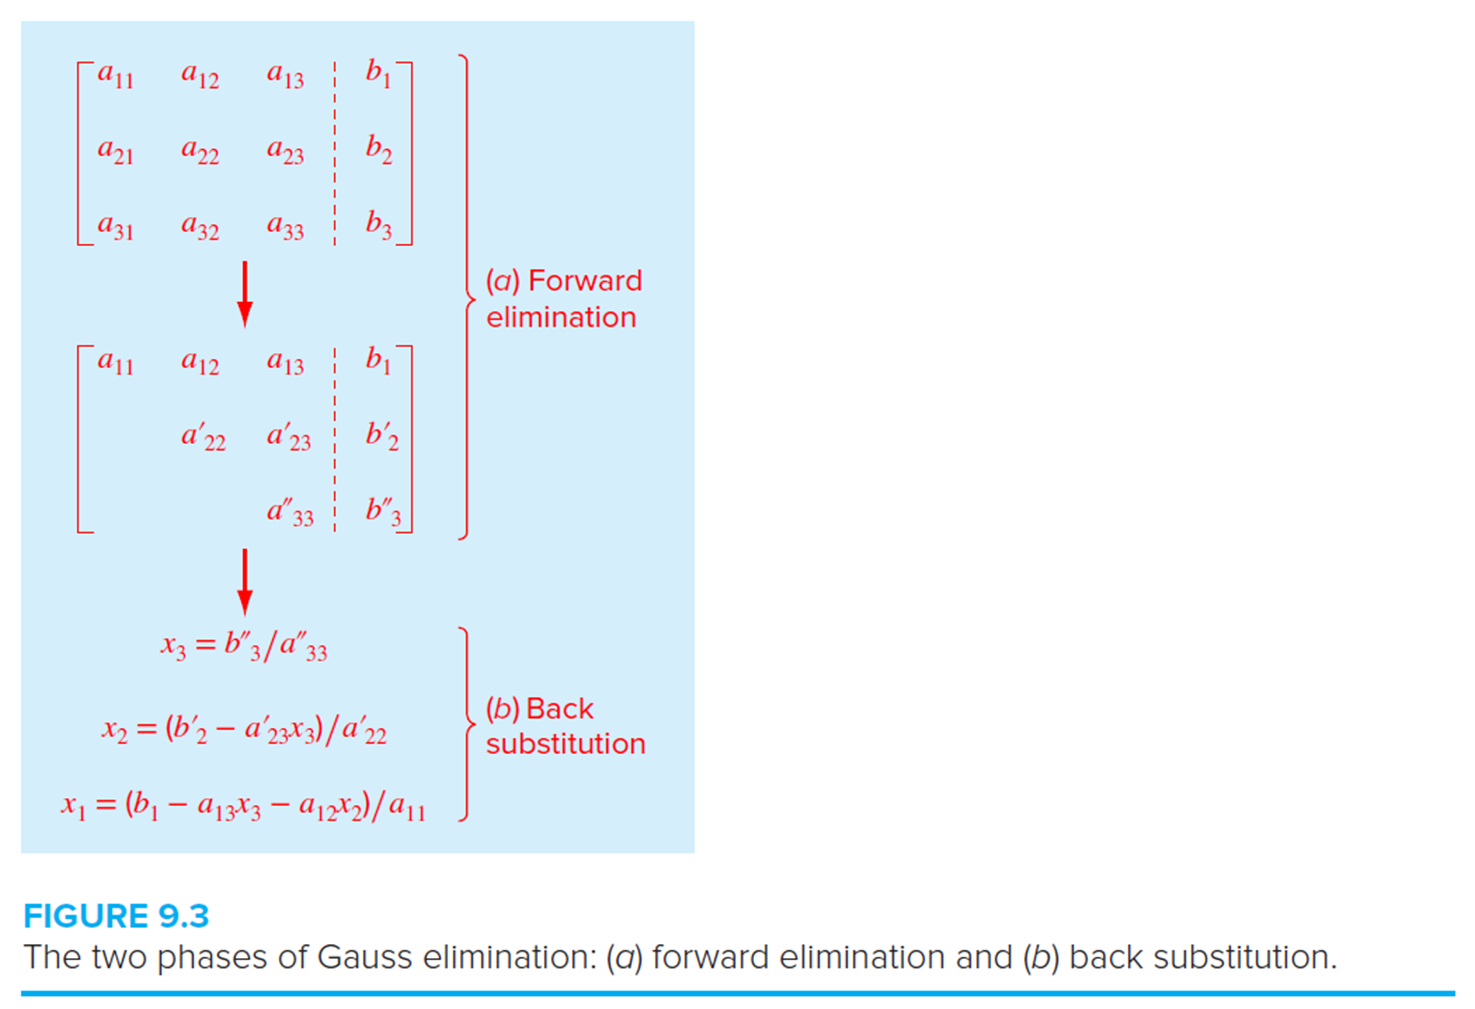 a₁₁ a₁₂ a₁₃ b₁
a₂₁ a₂₂ a₂₃ b₂
a₃₁ a₃₂ a₃₃ b₃
(a) Forward
elimination
a₁₁ a₁₂ a₁₃ b₁
a′₂₂ a′₂₃ b′₂
a″₃₃ b″₃
x₃ = b″₃/a″₃₃
x₂ = (b′₂ − a′₂₃x₃)/a′₂₂
x₁ = (b₁ − a₁₃x₃ − a₁₂x₂)/a₁₁
(b) Back
substitution
FIGURE 9.3
The two phases of Gauss elimination: (a) forward elimination and (b) back substitution.